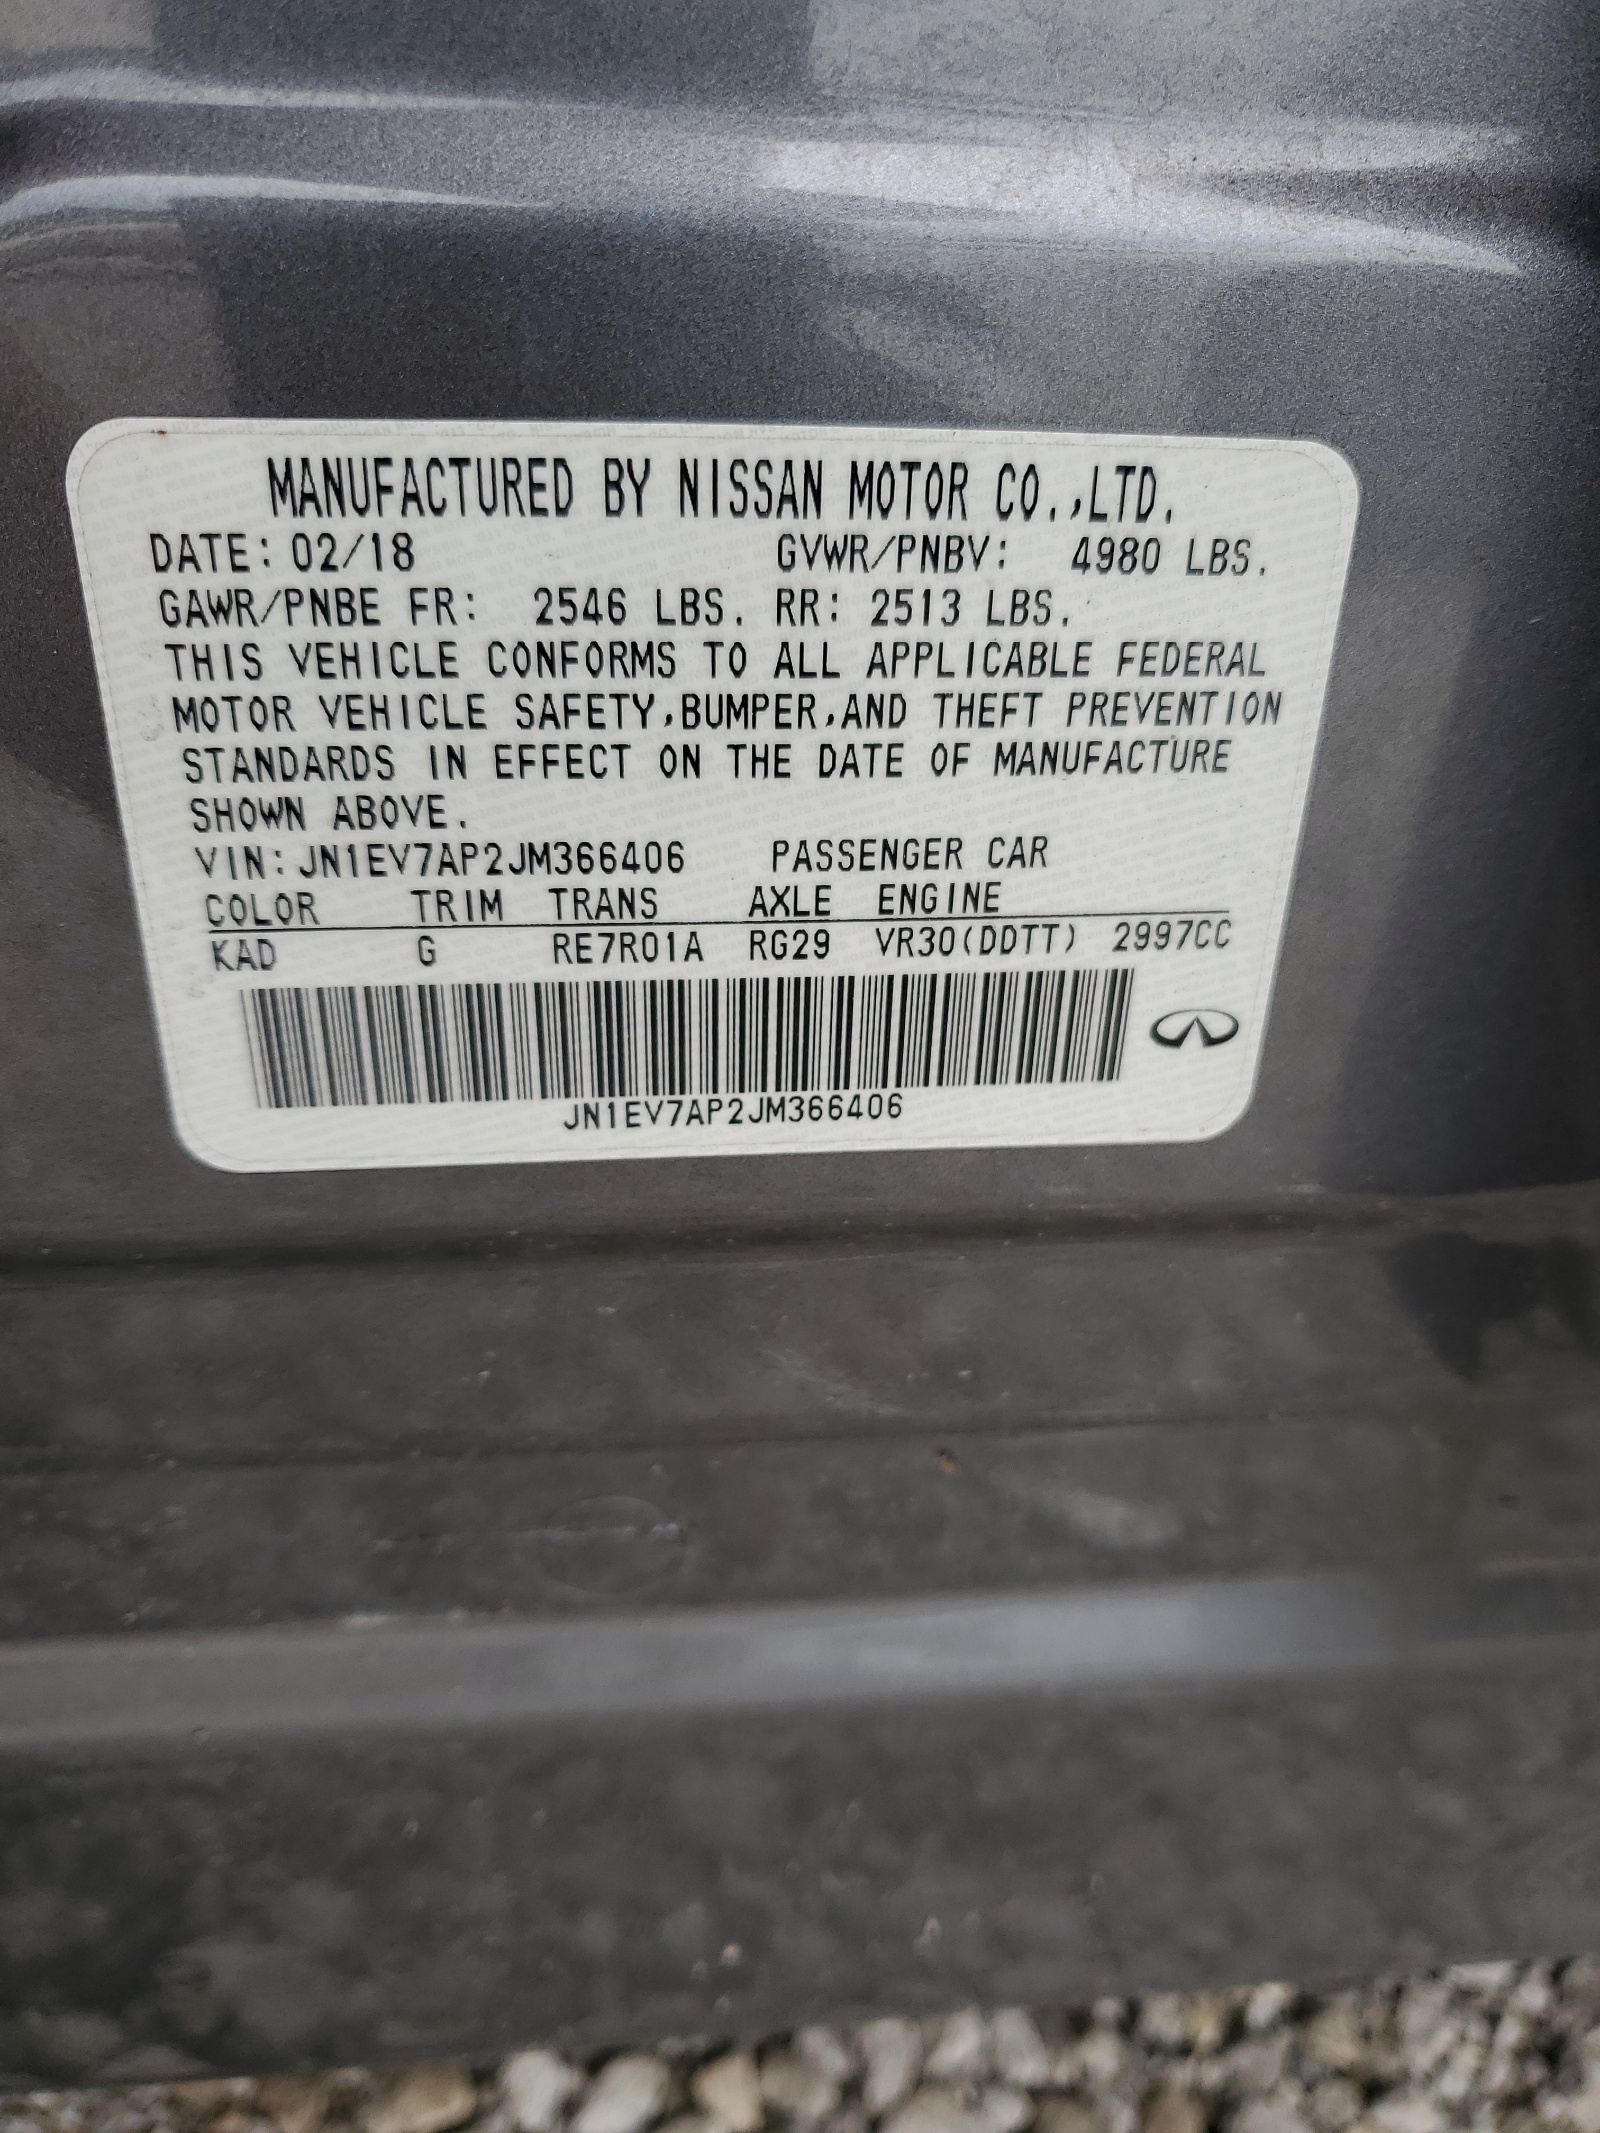 MANUFACTURED BY NISSAN MOTOR CO.,LTD.
DATE: 02/18 GVWR/PNBV: 4980 LBS.
GAWR/PNBE FR: 2546 LBS. RR: 2513 LBS.
THIS VEHICLE CONFORMS TO ALL APPLICABLE FEDERAL
MOTOR VEHICLE SAFETY,BUMPER,AND THEFT PREVENTION
STANDARDS IN EFFECT ON THE DATE OF MANUFACTURE
SHOWN ABOVE.
VIN:JN1EV7AP2JM366406 PASSENGER CAR
COLOR TRIM TRANS AXLE ENGINE
KAD G RE7R01A RG29 VR30(DDTT) 2997CC
JN1EV7AP2JM366406